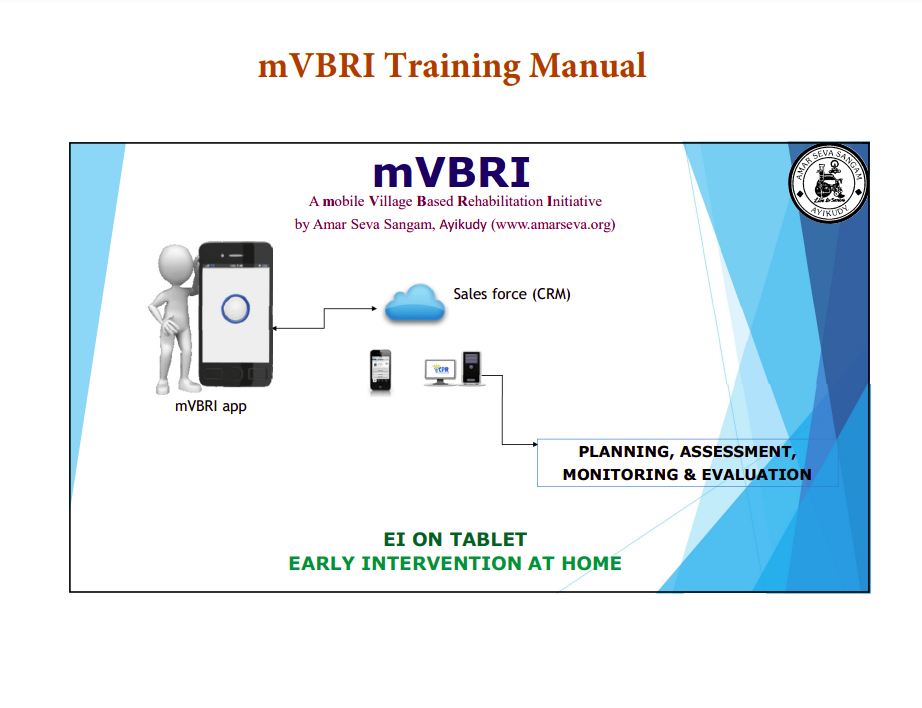 mVBRI Training Manual
mVBRI
A mobile Village Based Rehabilitation Initiative
by Amar Seva Sangam, Ayikudy (www.amarseva.org)
AMAR SEVA SANGAM
AYIKUDY
Sales force (CRM)
mVBRI app
PLANNING, ASSESSMENT,
MONITORING & EVALUATION
EI ON TABLET
EARLY INTERVENTION AT HOME